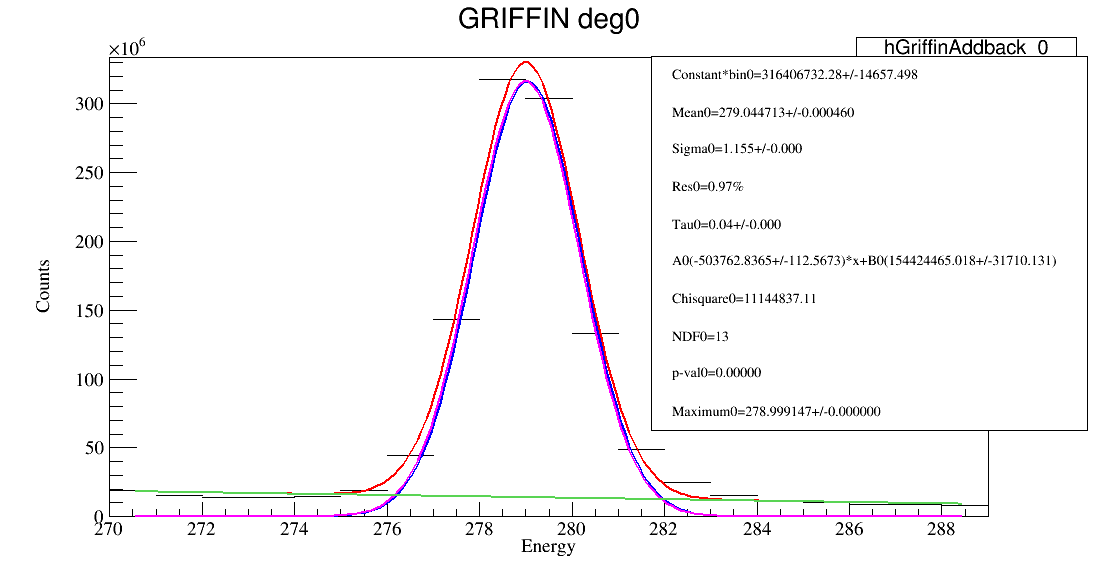 GRIFFIN deg0
×10⁶
hGriffinAddback_0
Constant*bin0=316406732.28+/-14657.498
Mean0=279.044713+/-0.000460
Sigma0=1.155+/-0.000
Res0=0.97%
Tau0=0.04+/-0.000
A0(-503762.8365+/-112.5673)*x+B0(154424465.018+/-31710.131)
Chisquare0=11144837.11
NDF0=13
p-val0=0.00000
Maximum0=278.999147+/-0.000000
300
250
200
150
100
50
0
Counts
270 272 274 276 278 280 282 284 286 288
Energy